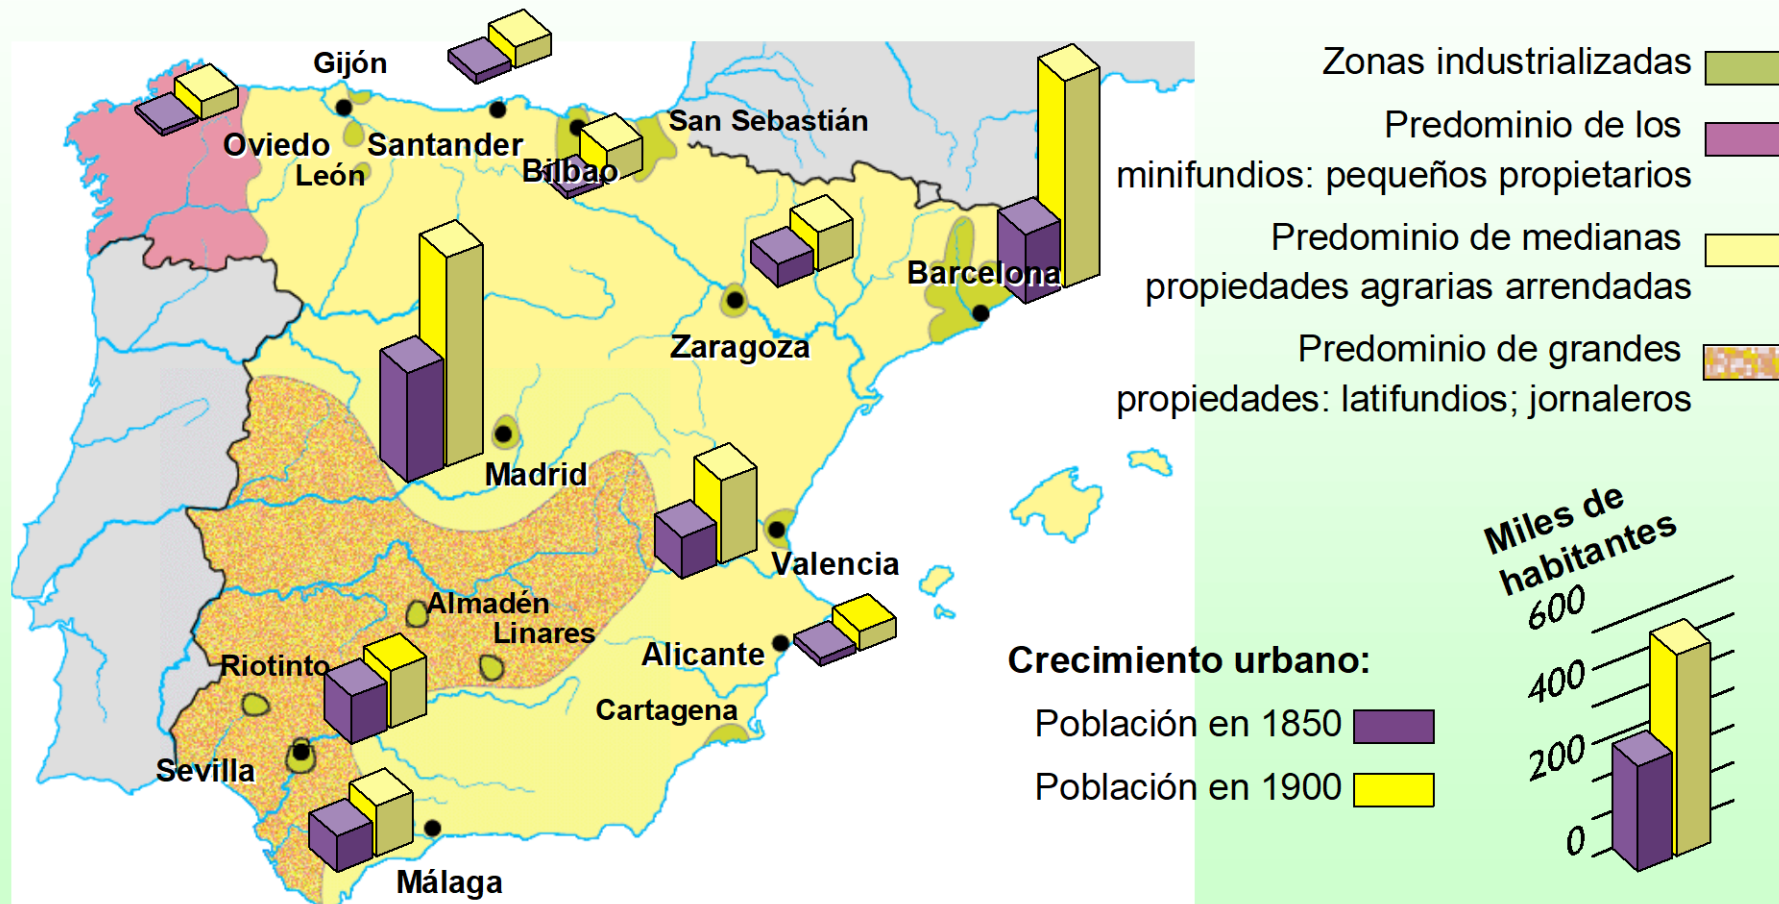 Gijón
Oviedo
Santander
León
San Sebastián
Bilbao
Barcelona
Zaragoza
Madrid
Valencia
Almadén
Linares
Riotinto
Alicante
Cartagena
Sevilla
Málaga
Zonas industrializadas
Predominio de los
minifundios: pequeños propietarios
Predominio de medianas
propiedades agrarias arrendadas
Predominio de grandes
propiedades: latifundios; jornaleros
Crecimiento urbano:
Población en 1850
Población en 1900
Miles de
habitantes
600
400
200
0